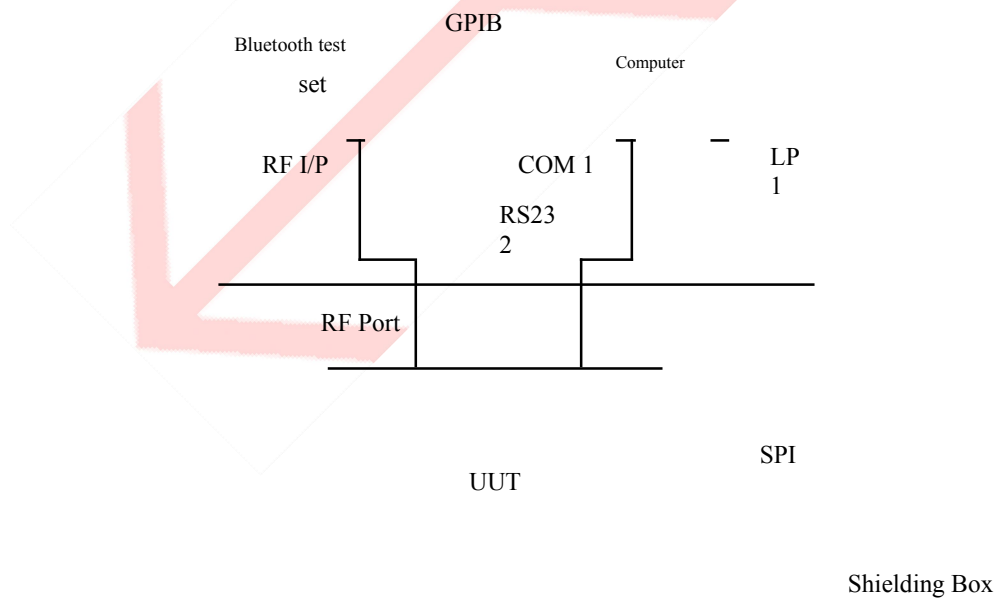 GPIB
Bluetooth test
set
Computer
RF I/P
COM 1
LP
1
RS23
2
RF Port
SPI
UUT
Shielding Box